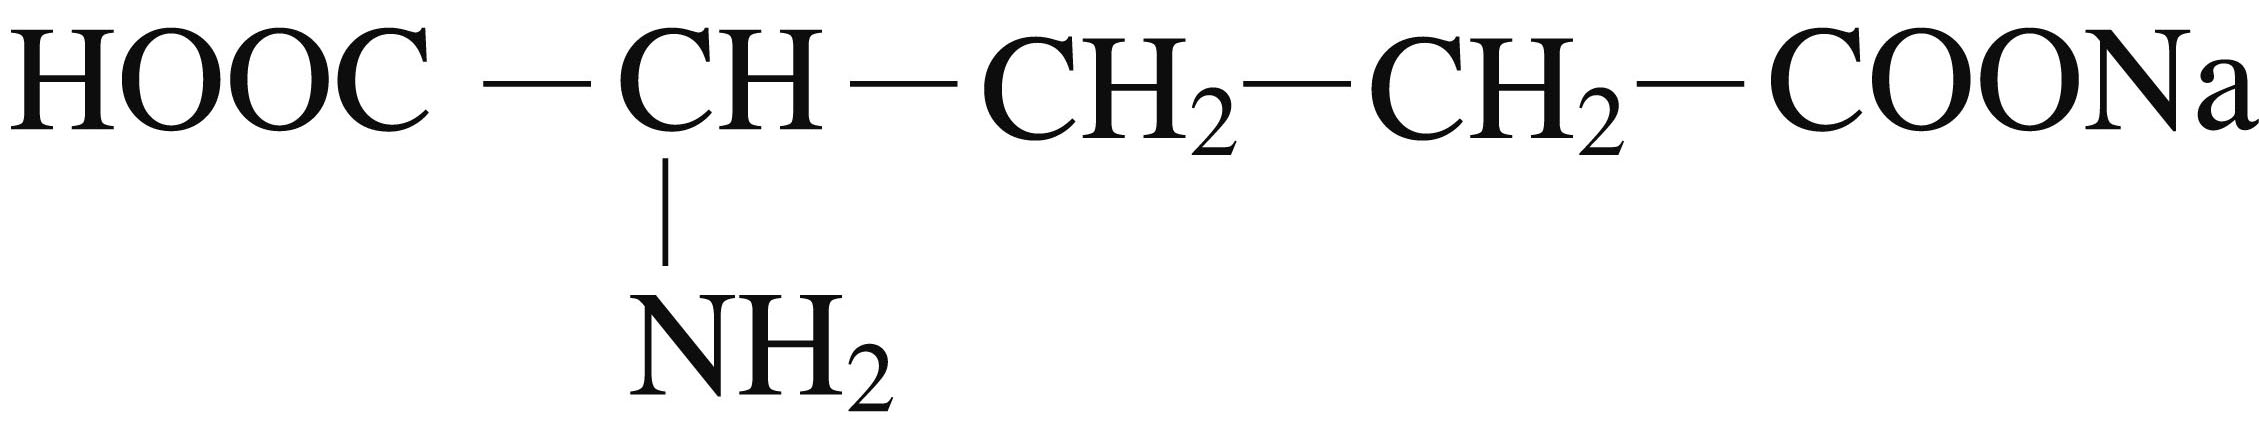 HOOC — CH — CH₂ — CH₂ — COONa
NH₂